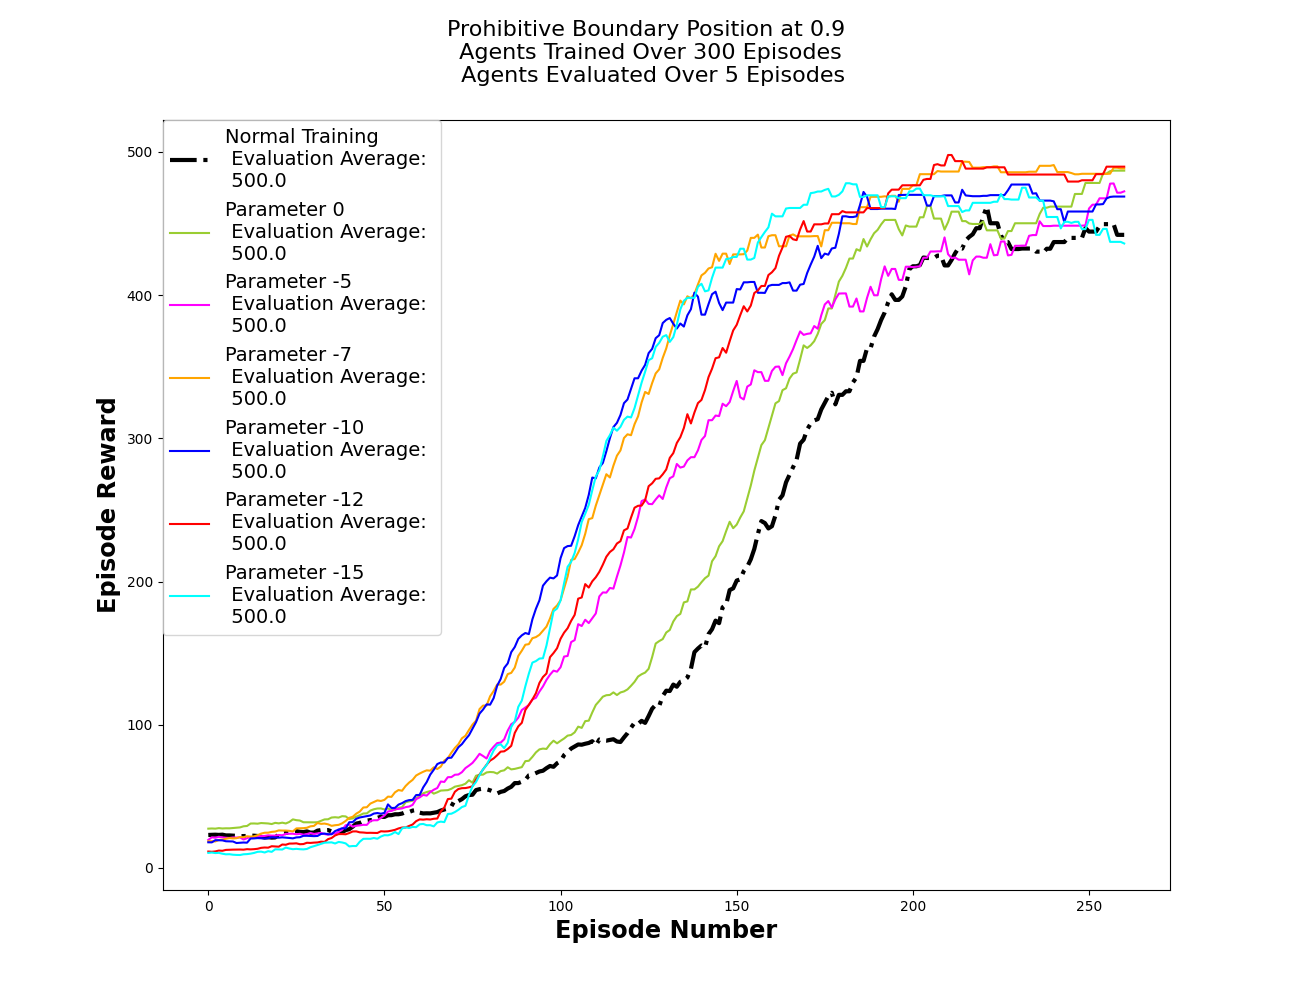 Prohibitive Boundary Position at 0.9
Agents Trained Over 300 Episodes
Agents Evaluated Over 5 Episodes
Normal Training
Evaluation Average:
500.0
Parameter 0
Evaluation Average:
500.0
Parameter -5
Evaluation Average:
500.0
Parameter -7
Evaluation Average:
500.0
Parameter -10
Evaluation Average:
500.0
Parameter -12
Evaluation Average:
500.0
Parameter -15
Evaluation Average:
500.0
Episode Reward
500
400
300
200
100
0
0 50 100 150 200 250
Episode Number